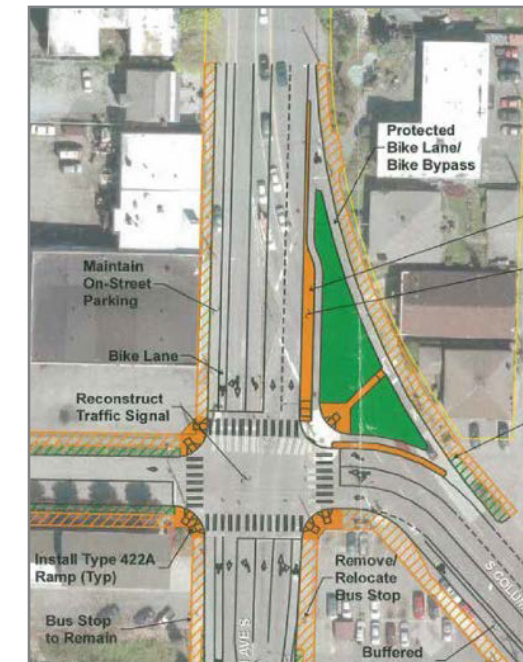 Protected
Bike Lane/
Bike Bypass
Maintain
On-Street
Parking
Bike Lane
Reconstruct
Traffic Signal
Install Type 422A
Ramp (Typ)
Remove/
Relocate
Bus Stop
Bus Stop
to Remain
AVE S
S COLUM
Buffered